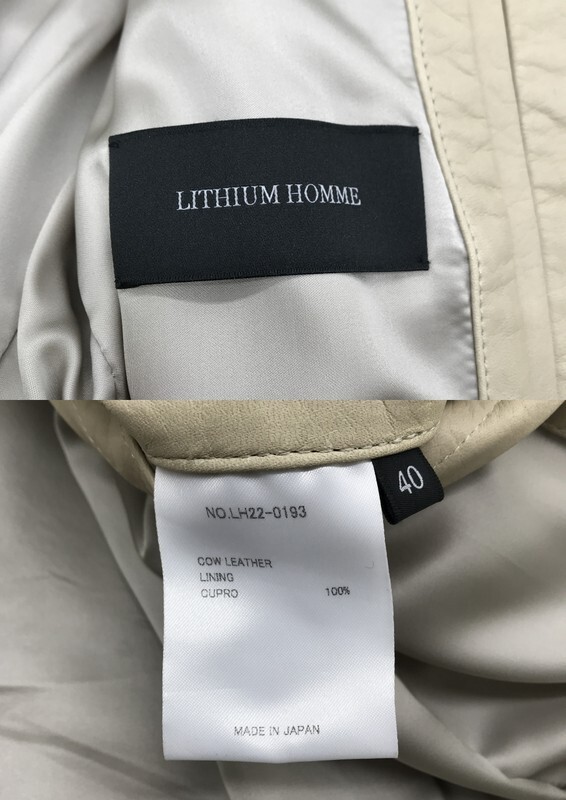 LITHIUM HOMME
40
NO.LH22-0193
COW LEATHER
LINING
CUPRO 100%
MADE IN JAPAN